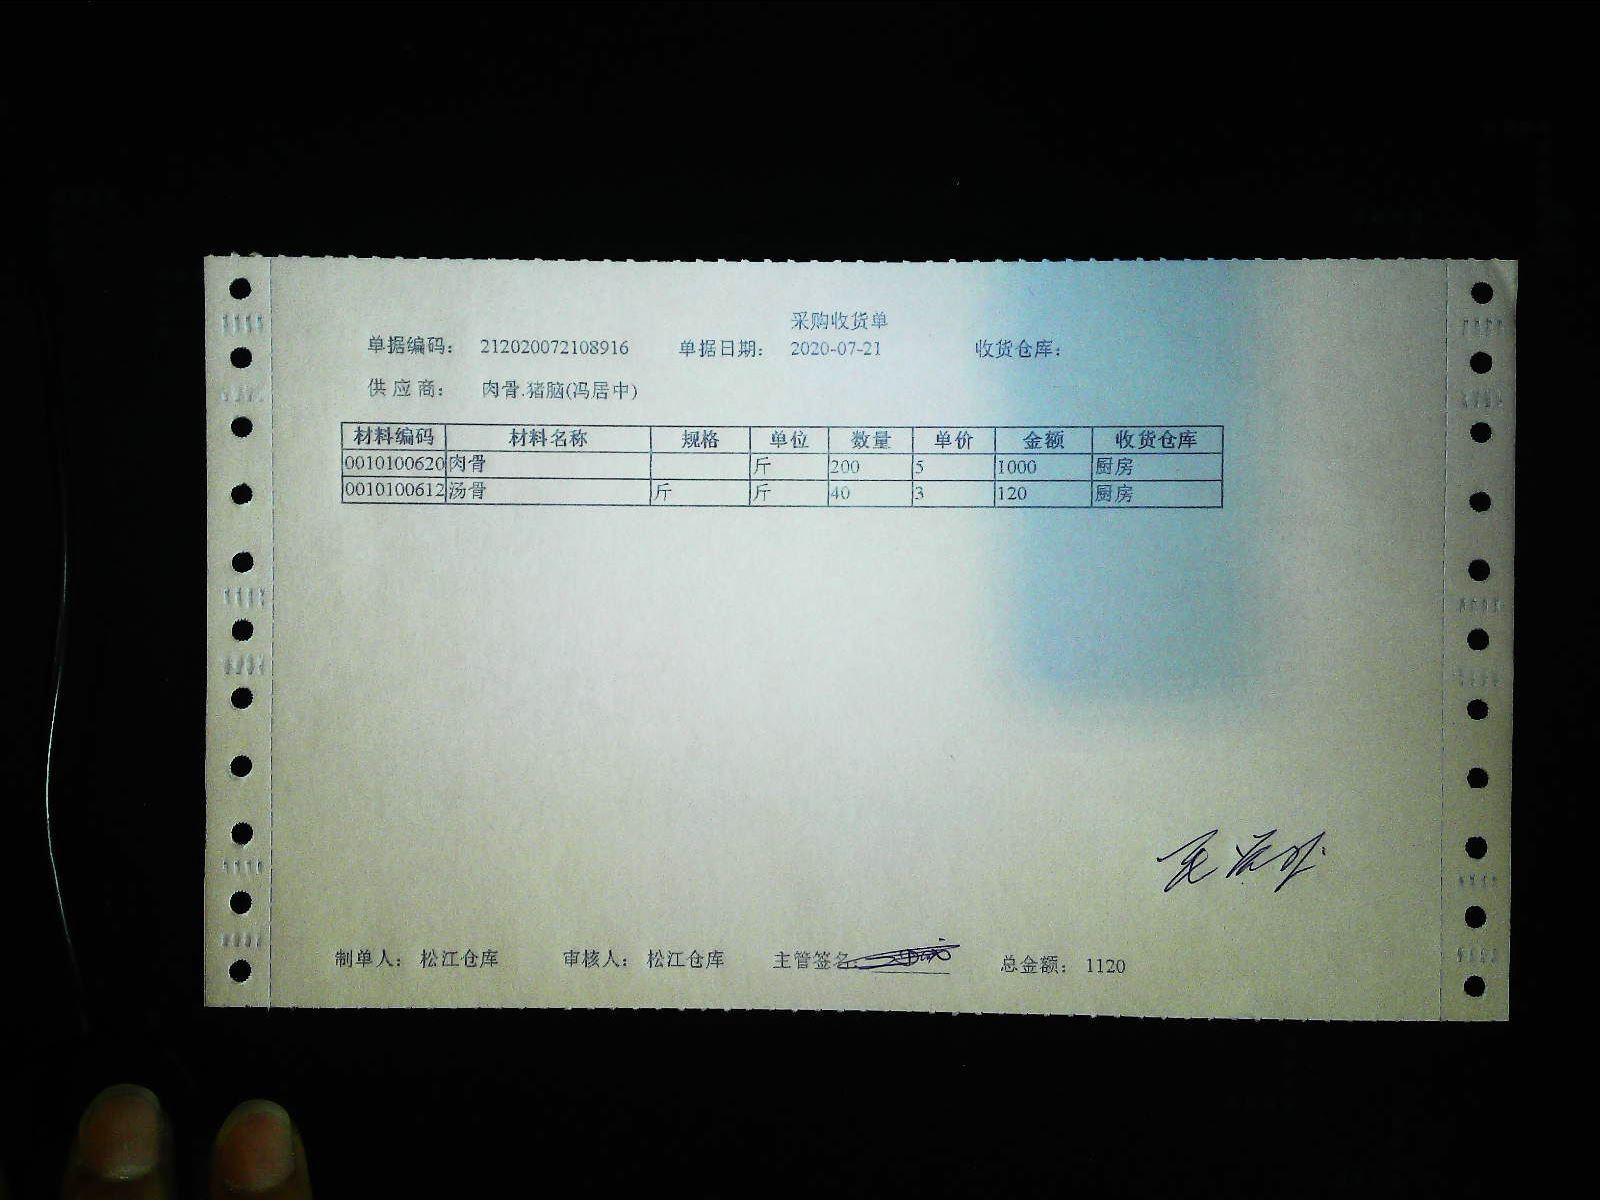 采购收货单
单据编码： 212020072108916 单据日期： 2020-07-21 收货仓库：
供 应 商： 肉骨.猪脑(冯居中)
材料编码 材料名称 规格 单位 数量 单价 金额 收货仓库
0010100620 肉骨 斤 200 5 1000 厨房
0010100612 汤骨 斤 斤 40 3 120 厨房
制单人： 松江仓库 审核人： 松江仓库 主管签名： 总金额： 1120